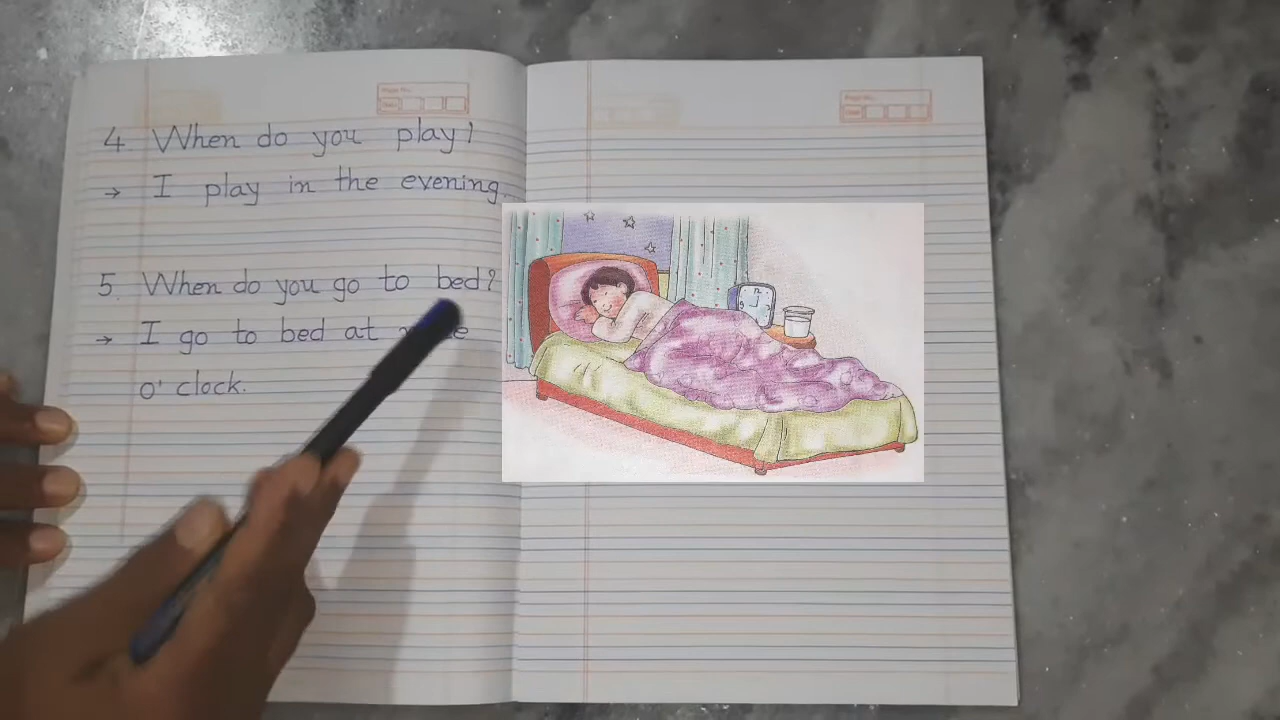 4. When do you play?
→ I play in the evening
5. When do you go to bed?
→ I go to bed at
o' clock.